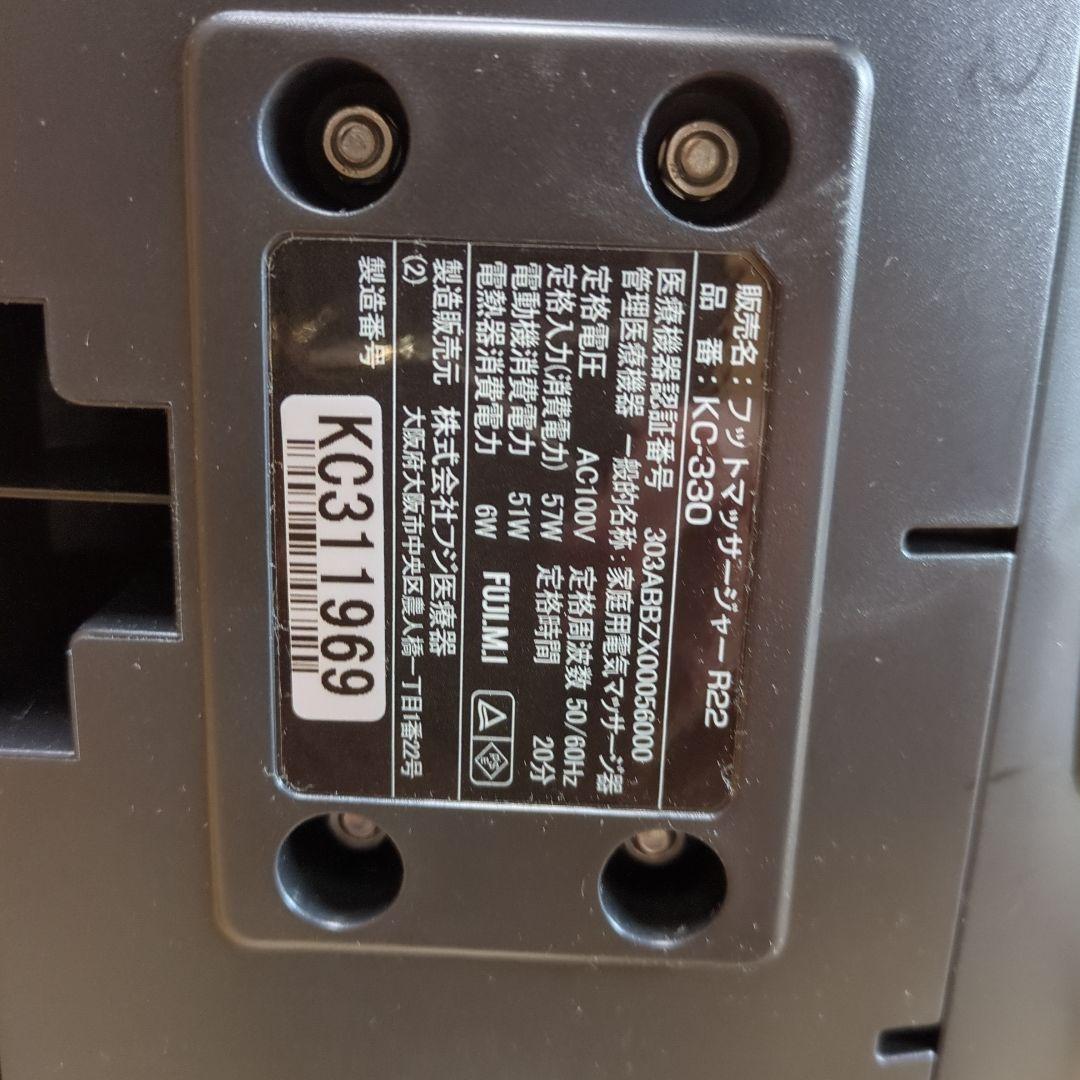 販売名：フットマッサージャー R22
品 番：KC-330
医療機器認証番号 303ABBZX00056000
管理医療機器 一般的名称：家庭用電気マッサージ器
定格電圧 AC100V 定格周波数 50/60Hz
定格入力(消費電力) 57W 定格時間 20分
電動機消費電力 51W
電熱器消費電力 6W FUJI.M.I
製造販売元 株式会社フジ医療器
(2) 大阪府大阪市中央区農人橋一丁目1番22号
製造番号 KC311969